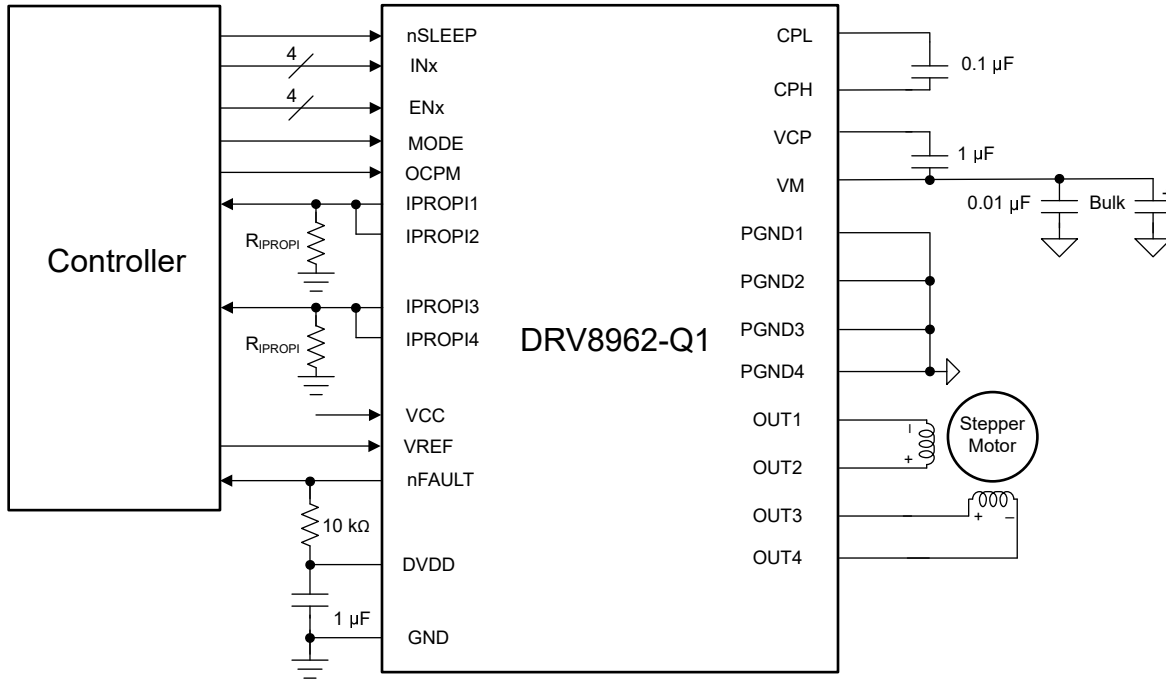 Controller
4
4
R_IPROPI
R_IPROPI
10 kΩ
1 µF
nSLEEP
INx
ENx
MODE
OCPM
IPROPI1
IPROPI2
IPROPI3
IPROPI4
VCC
VREF
nFAULT
DVDD
GND
DRV8962-Q1
CPL
CPH
VCP
VM
PGND1
PGND2
PGND3
PGND4
OUT1
OUT2
OUT3
OUT4
0.1 µF
1 µF
0.01 µF
Bulk
+
−
+
Stepper
Motor
+
−